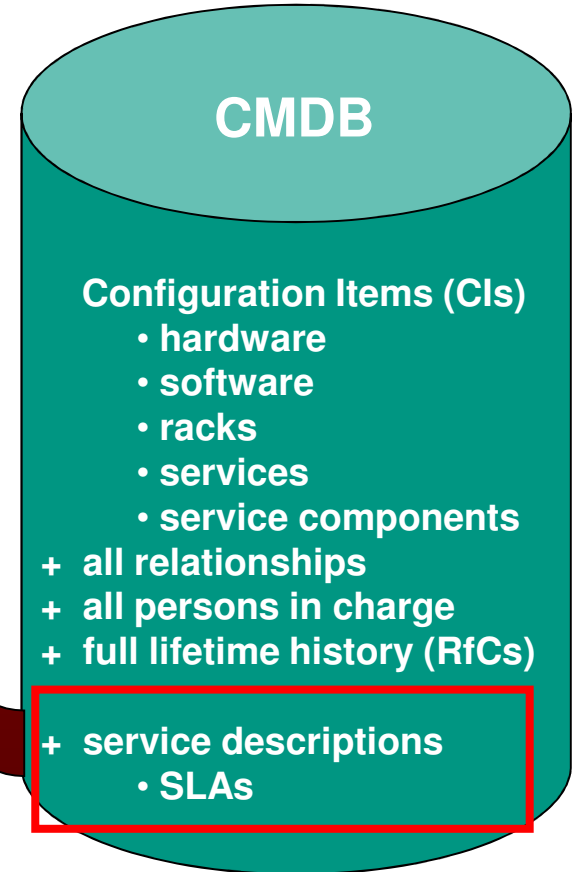 CMDB
Configuration Items (CIs)
• hardware
• software
• racks
• services
• service components
+ all relationships
+ all persons in charge
+ full lifetime history (RfCs)
+ service descriptions
• SLAs